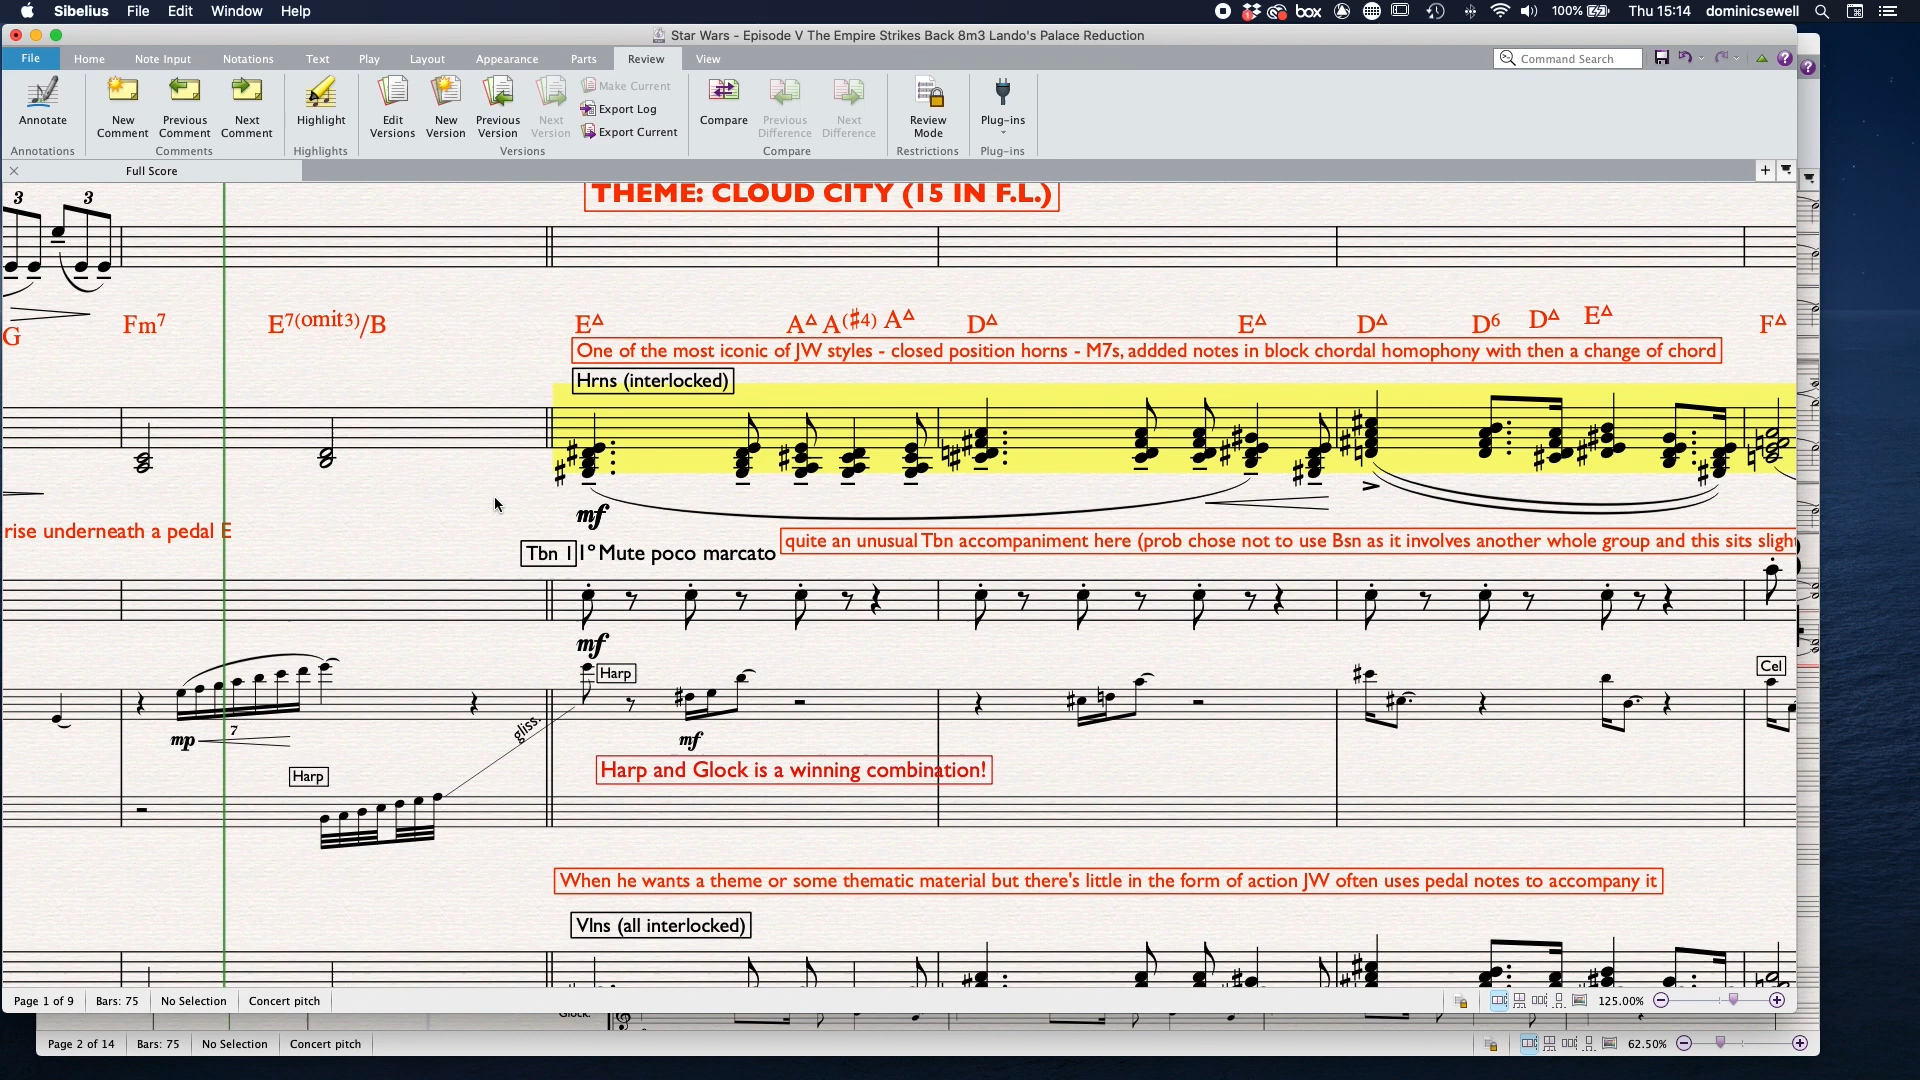 Sibelius File Edit Window Help
box 100% Thu 15:14 dominicsewell
Star Wars - Episode V The Empire Strikes Back 8m3 Lando's Palace Reduction
File Home Note Input Notations Text Play Layout Appearance Parts Review View Command Search
Annotate New Comment Previous Comment Next Comment Highlight Edit Versions New Version Previous Version Next Version Make Current Export Log Export Current Compare Previous Difference Next Difference Review Mode Plug-ins
Annotations Comments Highlights Versions Compare Restrictions Plug-ins
Full Score
THEME: CLOUD CITY (15 IN F.L.)
3 3
G Fm7 E7(omit3)/B E△ A△ A(♯4) A△ D△ E△ D△ D6 D△ E△ F△
One of the most iconic of JW styles - closed position horns - M7s, addded notes in block chordal homophony with then a change of chord
Hrns (interlocked)
mf
rise underneath a pedal E
Tbn 1 1° Mute poco marcato
quite an unusual Tbn accompaniment here (prob chose not to use Bsn as it involves another whole group and this sits
mf
Harp
Cel
7
gliss.
mp
mf
Harp and Glock is a winning combination!
Harp
When he wants a theme or some thematic material but there's little in the form of action JW often uses pedal notes to accompany it
Vlns (all interlocked)
Page 1 of 9 Bars: 75 No Selection Concert pitch 125.00%
Glock.
Page 2 of 14 Bars: 75 No Selection Concert pitch 62.50%